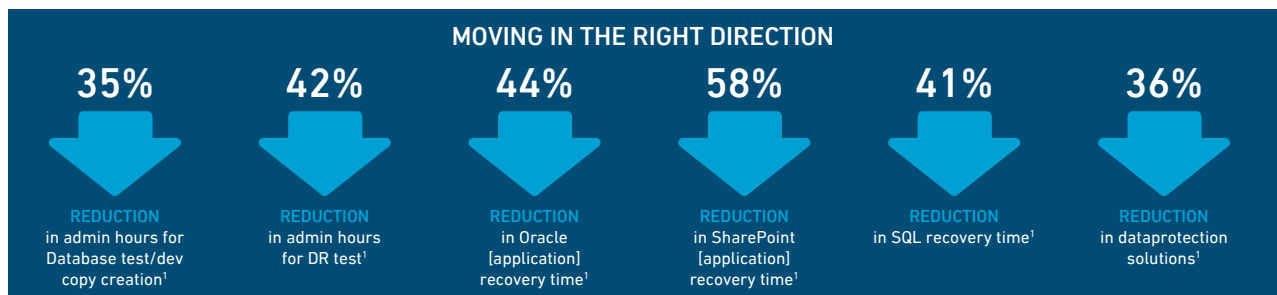 MOVING IN THE RIGHT DIRECTION
35%
REDUCTION
in admin hours for
Database test/dev
copy creation¹
42%
REDUCTION
in admin hours
for DR test¹
44%
REDUCTION
in Oracle
[application]
recovery time¹
58%
REDUCTION
in SharePoint
[application]
recovery time¹
41%
REDUCTION
in SQL recovery time¹
36%
REDUCTION
in dataprotection
solutions¹